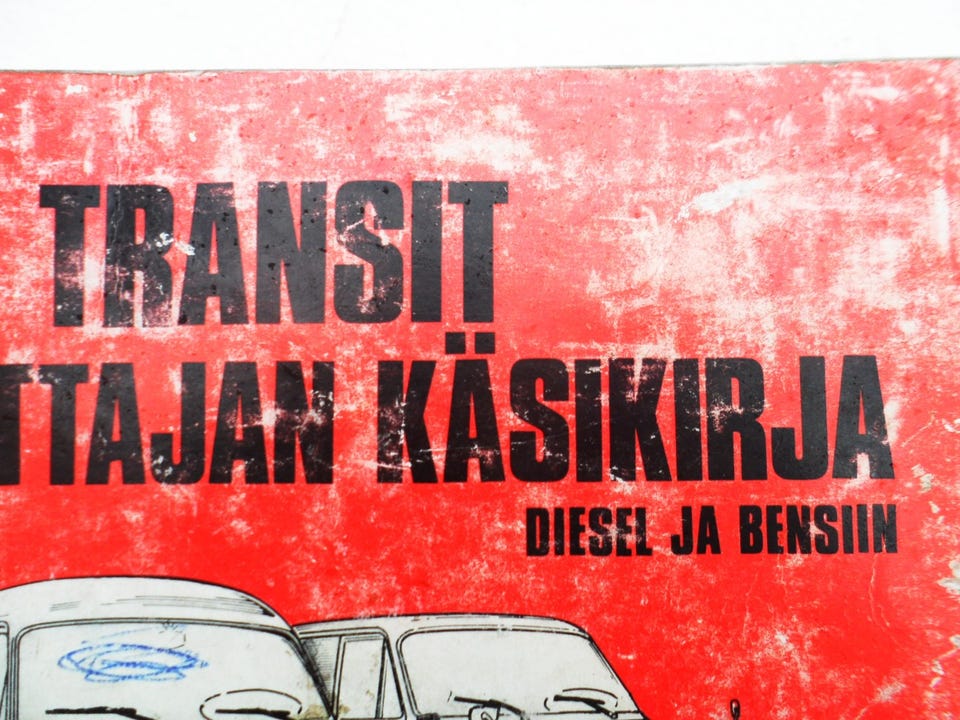 TRANSIT
TTAJAN KÄSIKIRJA
DIESEL JA BENSIIN